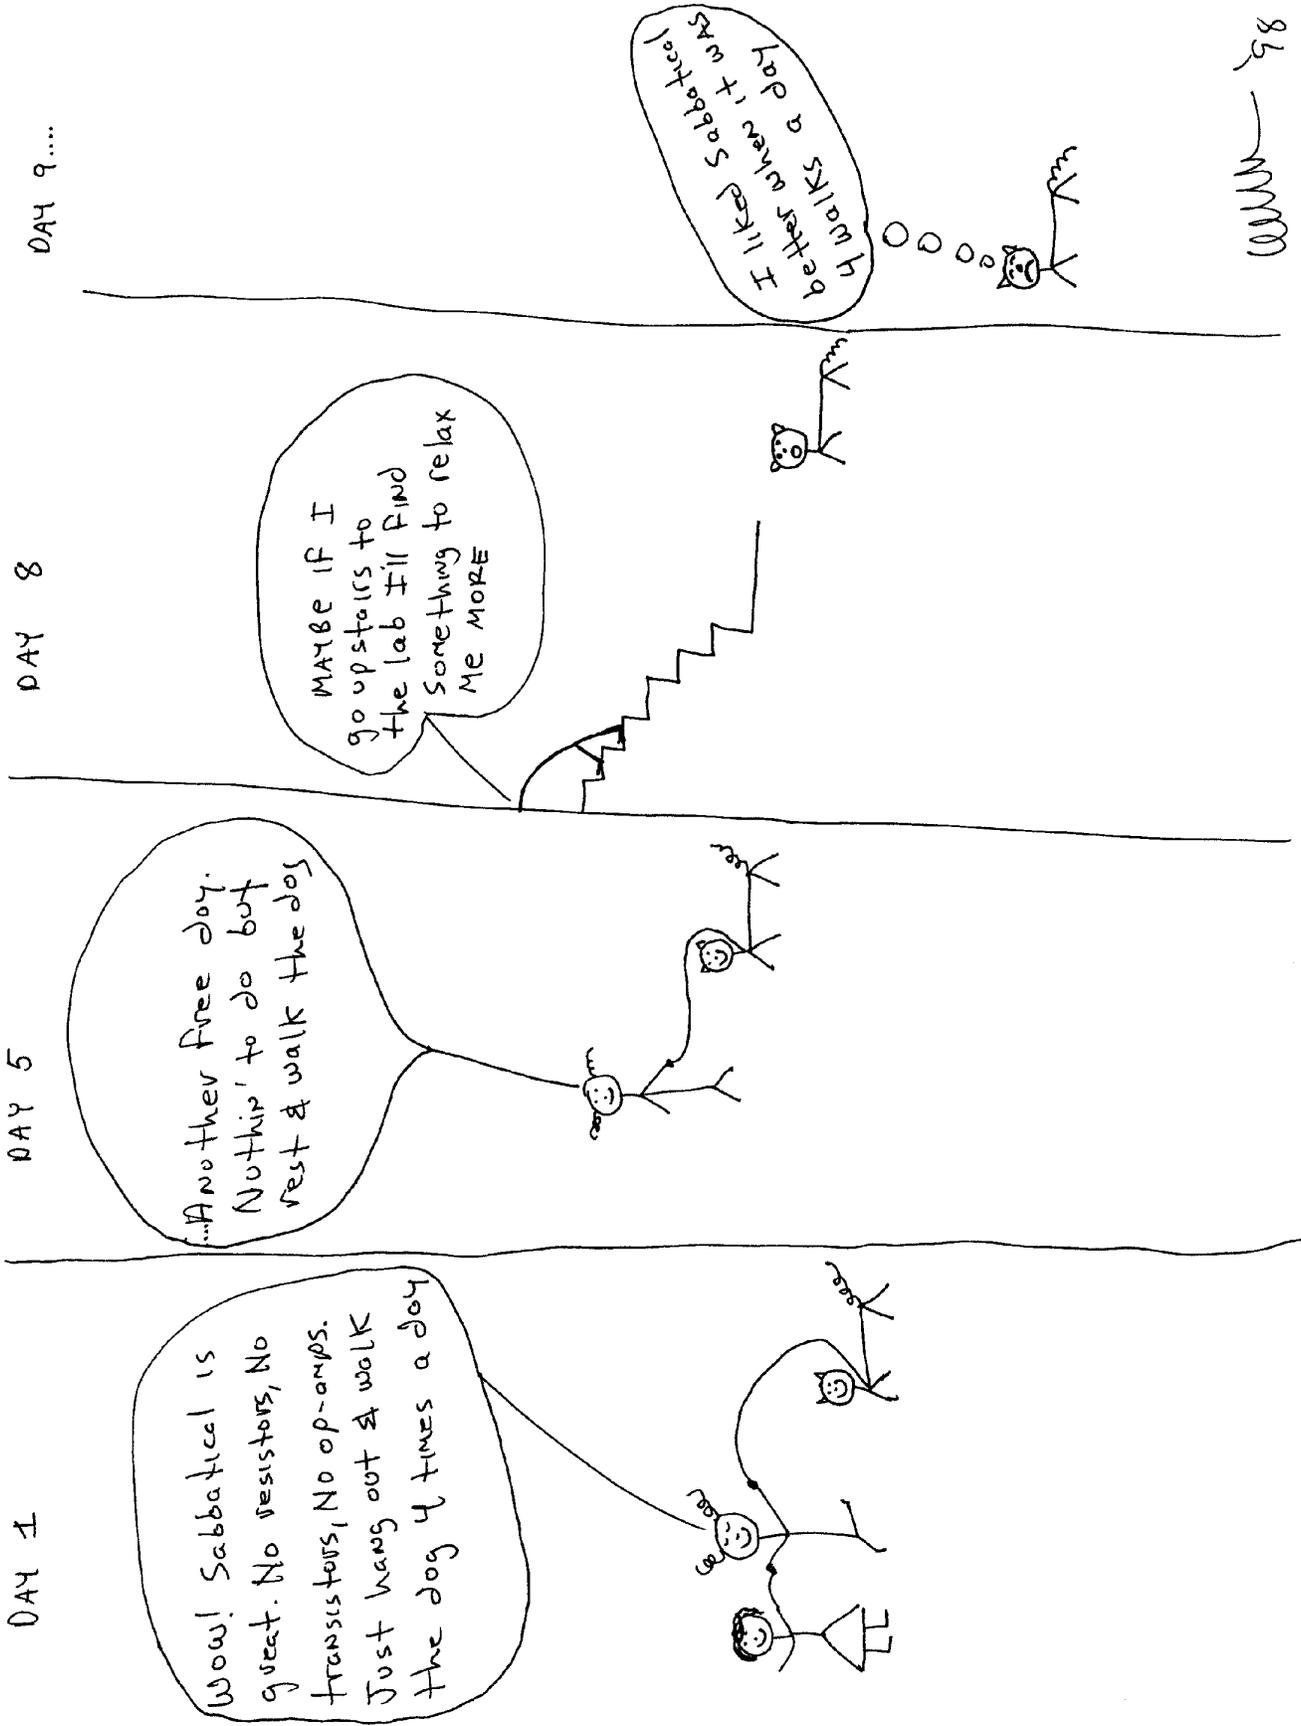 DAY 1
WOW! Sabbatical is
great. No resistors, No
transistors, No op-amps.
Just hang out & walk
the dog 4 times a day
DAY 5
....ANother free day.
Nuthin' to do but
rest & walk the dog
DAY 8
MAYBE IF I
go upstairs to
the lab I'll FIND
Something to relax
Me MORE
DAY 9.....
I liked Sabbatical
better when it was
4 walks a day
'98